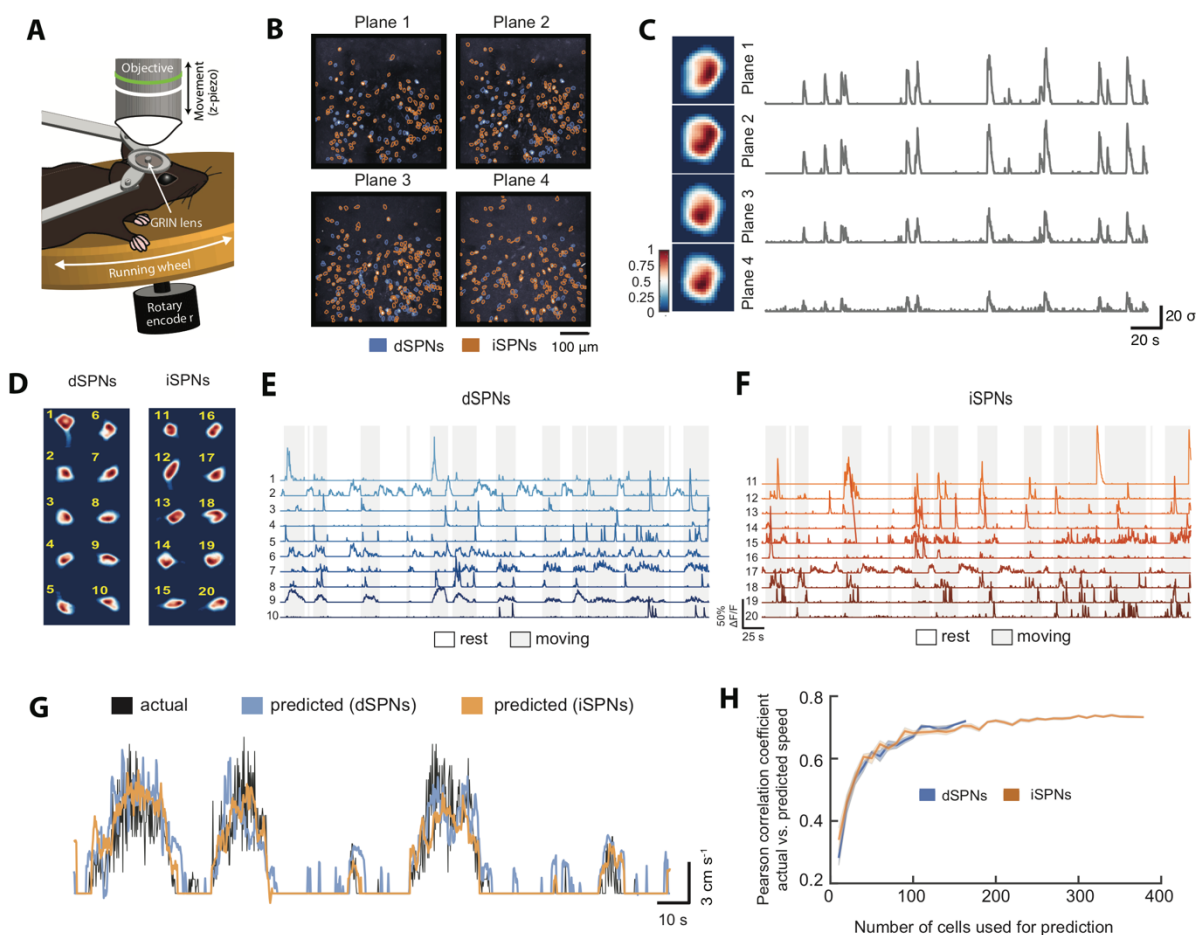 A
Objective
Movement
(z-piezo)
GRIN lens
Running wheel
Rotary
encode r
B
Plane 1
Plane 2
Plane 3
Plane 4
dSPNs
iSPNs
100 µm
C
Plane 1
Plane 2
Plane 3
Plane 4
1
0.75
0.5
0.25
0
20 σ
20 s
D
dSPNs
iSPNs
1
6
11
16
2
7
12
17
3
8
13
18
4
9
14
19
5
10
15
20
E
dSPNs
1
2
3
4
5
6
7
8
9
10
rest
moving
50%
ΔF/F
25 s
F
iSPNs
11
12
13
14
15
16
17
18
19
20
rest
moving
G
actual
predicted (dSPNs)
predicted (iSPNs)
3 cm s⁻¹
10 s
H
Pearson correlation coefficient
actual vs. predicted speed
0.8
0.6
0.4
0.2
0
100
200
300
400
dSPNs
iSPNs
Number of cells used for prediction